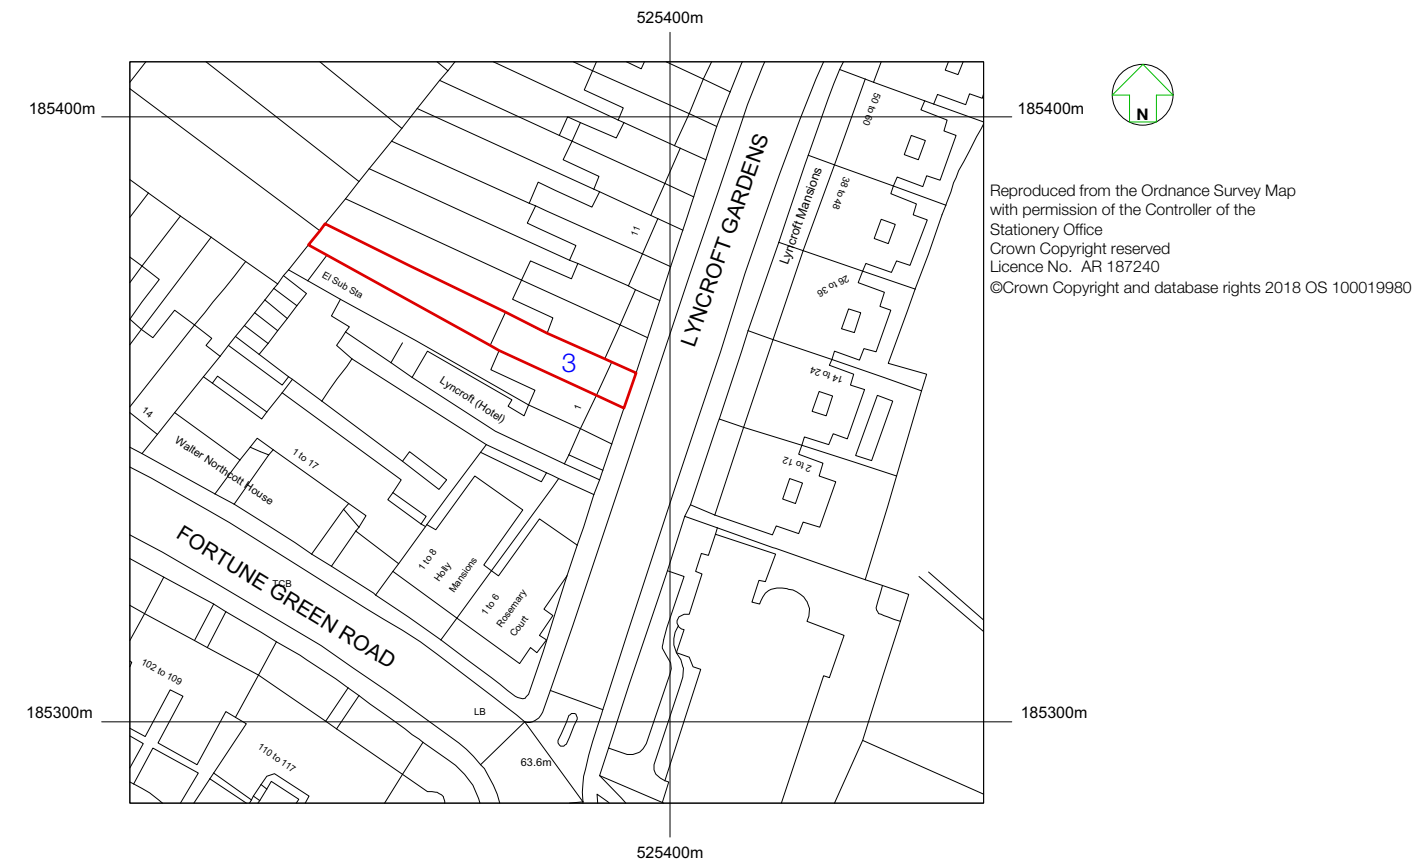 525400m
185400m
185400m
N
50 to 60
LYNCROFT GARDENS
Lyncroft Mansions
38 to 48
Reproduced from the Ordnance Survey Map
with permission of the Controller of the
Stationery Office
Crown Copyright reserved
Licence No. AR 187240
©Crown Copyright and database rights 2018 OS 100019980
11
El Sub Sta
26 to 36
3
14 to 24
Lyncroft (Hotel)
1
14
Walter Northcott House
1 to 17
2 to 12
FORTUNE GREEN ROAD
TCB
1 to 8
Holly
Mansions
1 to 6
Rosemary
Court
102 to 109
LB
185300m
185300m
110 to 117
63.6m
525400m